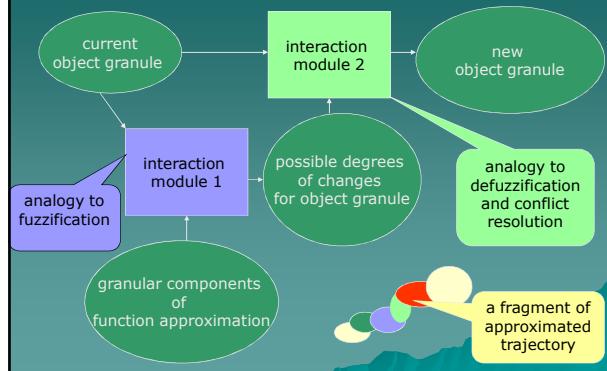 current
object granule
interaction
module 2
new
object granule
interaction
module 1
possible degrees
of changes
for object granule
analogy to
fuzzification
analogy to
defuzzification
and conflict
resolution
granular components
of
function approximation
a fragment of
approximated
trajectory